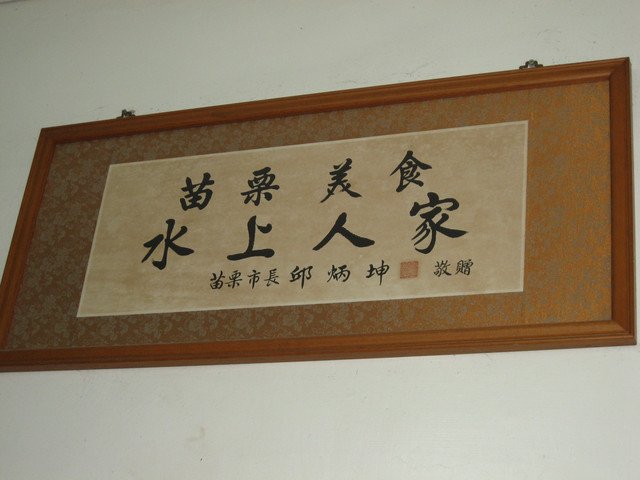 苗栗美食
水上人家
苗栗市長 邱炳坤 敬贈